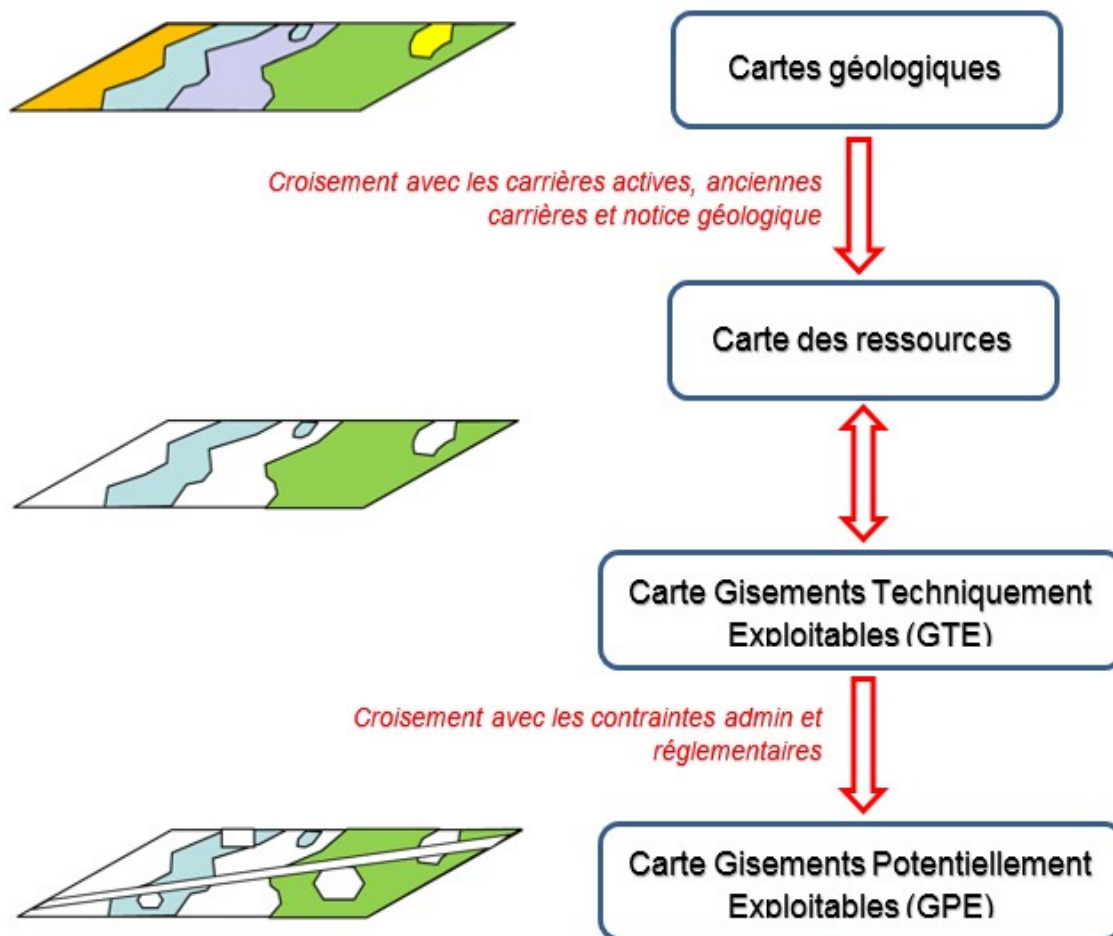 Cartes géologiques
Croisement avec les carrières actives, anciennes
carrières et notice géologique
Carte des ressources
Carte Gisements Techniquement
Exploitables (GTE)
Croisement avec les contraintes admin et
réglementaires
Carte Gisements Potentiellement
Exploitables (GPE)